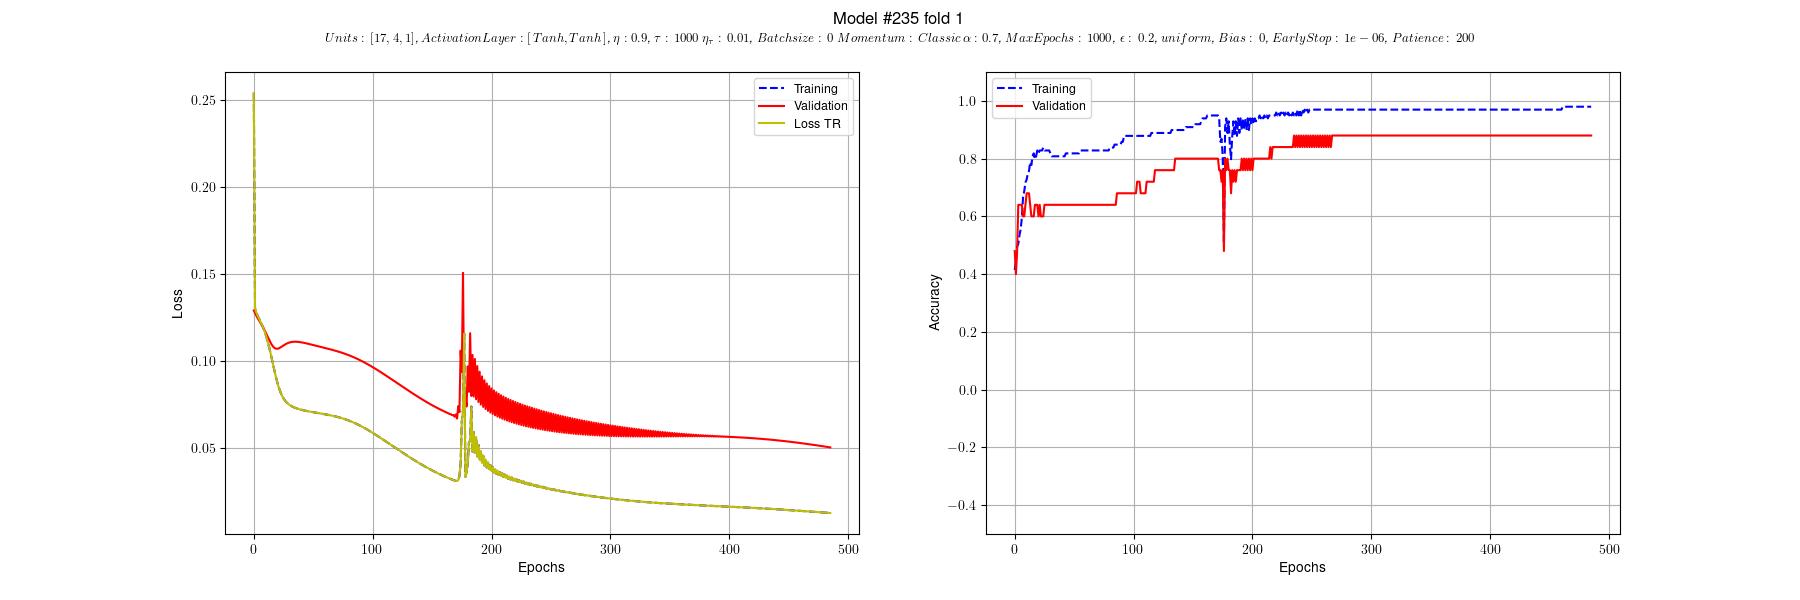 Model #235 fold 1
Units : [17, 4, 1], ActivationLayer : [Tanh, Tanh], η : 0.9, τ : 1000 ητ : 0.01, Batchsize : 0 Momentum : Classic α : 0.7, MaxEpochs : 1000, ϵ : 0.2, uniform, Bias : 0, EarlyStop : 1e − 06, Patience : 200
Training
Validation
Loss TR
0.25
0.20
0.15
0.10
0.05
Loss
0 100 200 300 400 500
Epochs
Training
Validation
1.0
0.8
0.6
0.4
0.2
0.0
−0.2
−0.4
Accuracy
0 100 200 300 400 500
Epochs